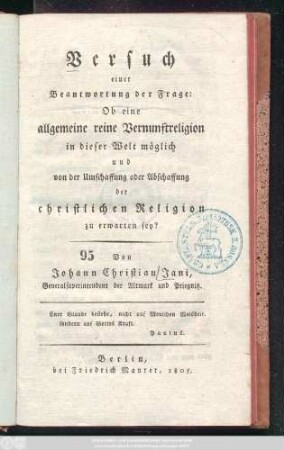 Versuch
einer
Beantwortung der Frage:
Ob eine
allgemeine reine Vernunftreligion
in dieser Welt möglich
und
von der Umschaffung oder Abschaffung
der
christlichen Religion
zu erwarten sey?
95 Von
Johann Christian Jani,
Generalsuperintendent der Altmark und Priegnitz.
Euer Glaube bestehe, nicht auf Menschen Weisheit,
sondern auf Gottes Kraft.
Paulus.
Berlin,
bei Friedrich Maurer, 1805.